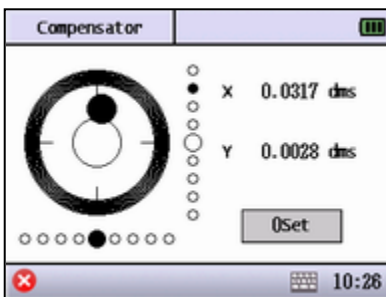 Compensator
X 0.0317 dms
Y 0.0028 dms
0Set
10:26